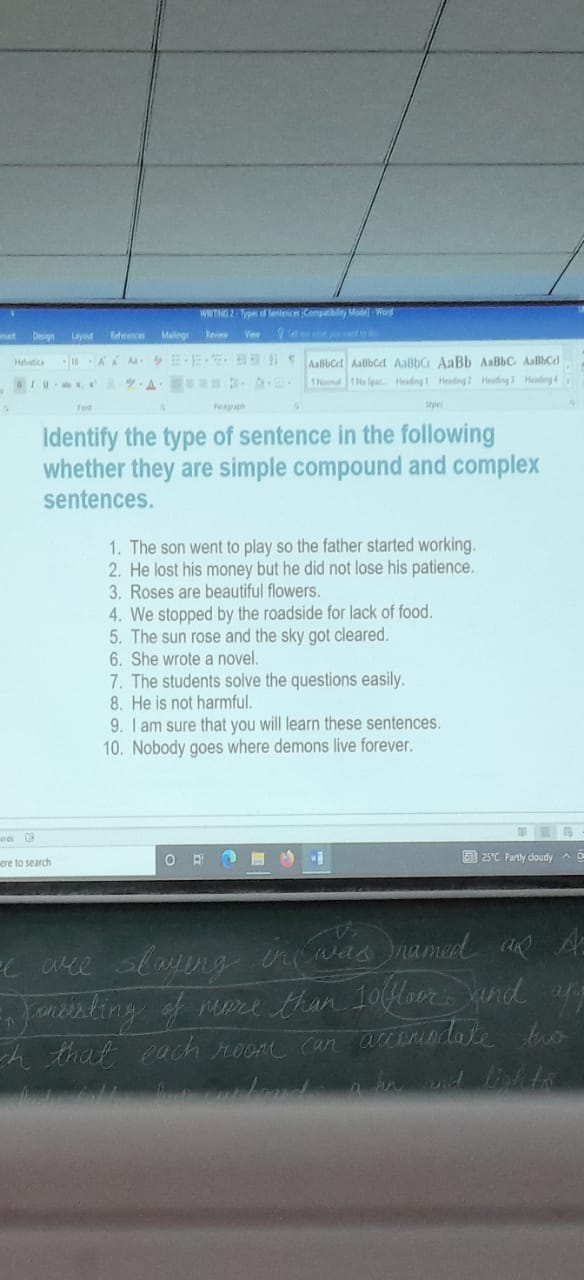 WRITING 2 - Types of Sentences [Compatibility Mode] - Word
Design Layout References Mailings Review View Tell me what you want to do
Helvetica 16
AaBbCcI AaBbCcI AaBbCc AaBb AaBbC AaBbCcI
¶ Normal ¶ No Spac... Heading 1 Heading 2 Heading 3 Heading 4
Font Paragraph Styles
Identify the type of sentence in the following
whether they are simple compound and complex
sentences.
1. The son went to play so the father started working.
2. He lost his money but he did not lose his patience.
3. Roses are beautiful flowers.
4. We stopped by the roadside for lack of food.
5. The sun rose and the sky got cleared.
6. She wrote a novel.
7. The students solve the questions easily.
8. He is not harmful.
9. I am sure that you will learn these sentences.
10. Nobody goes where demons live forever.
ere to search
25°C Partly cloudy
are staying in was named as
consisting of more than 10 floors and
that each room can accomodate two
and lights